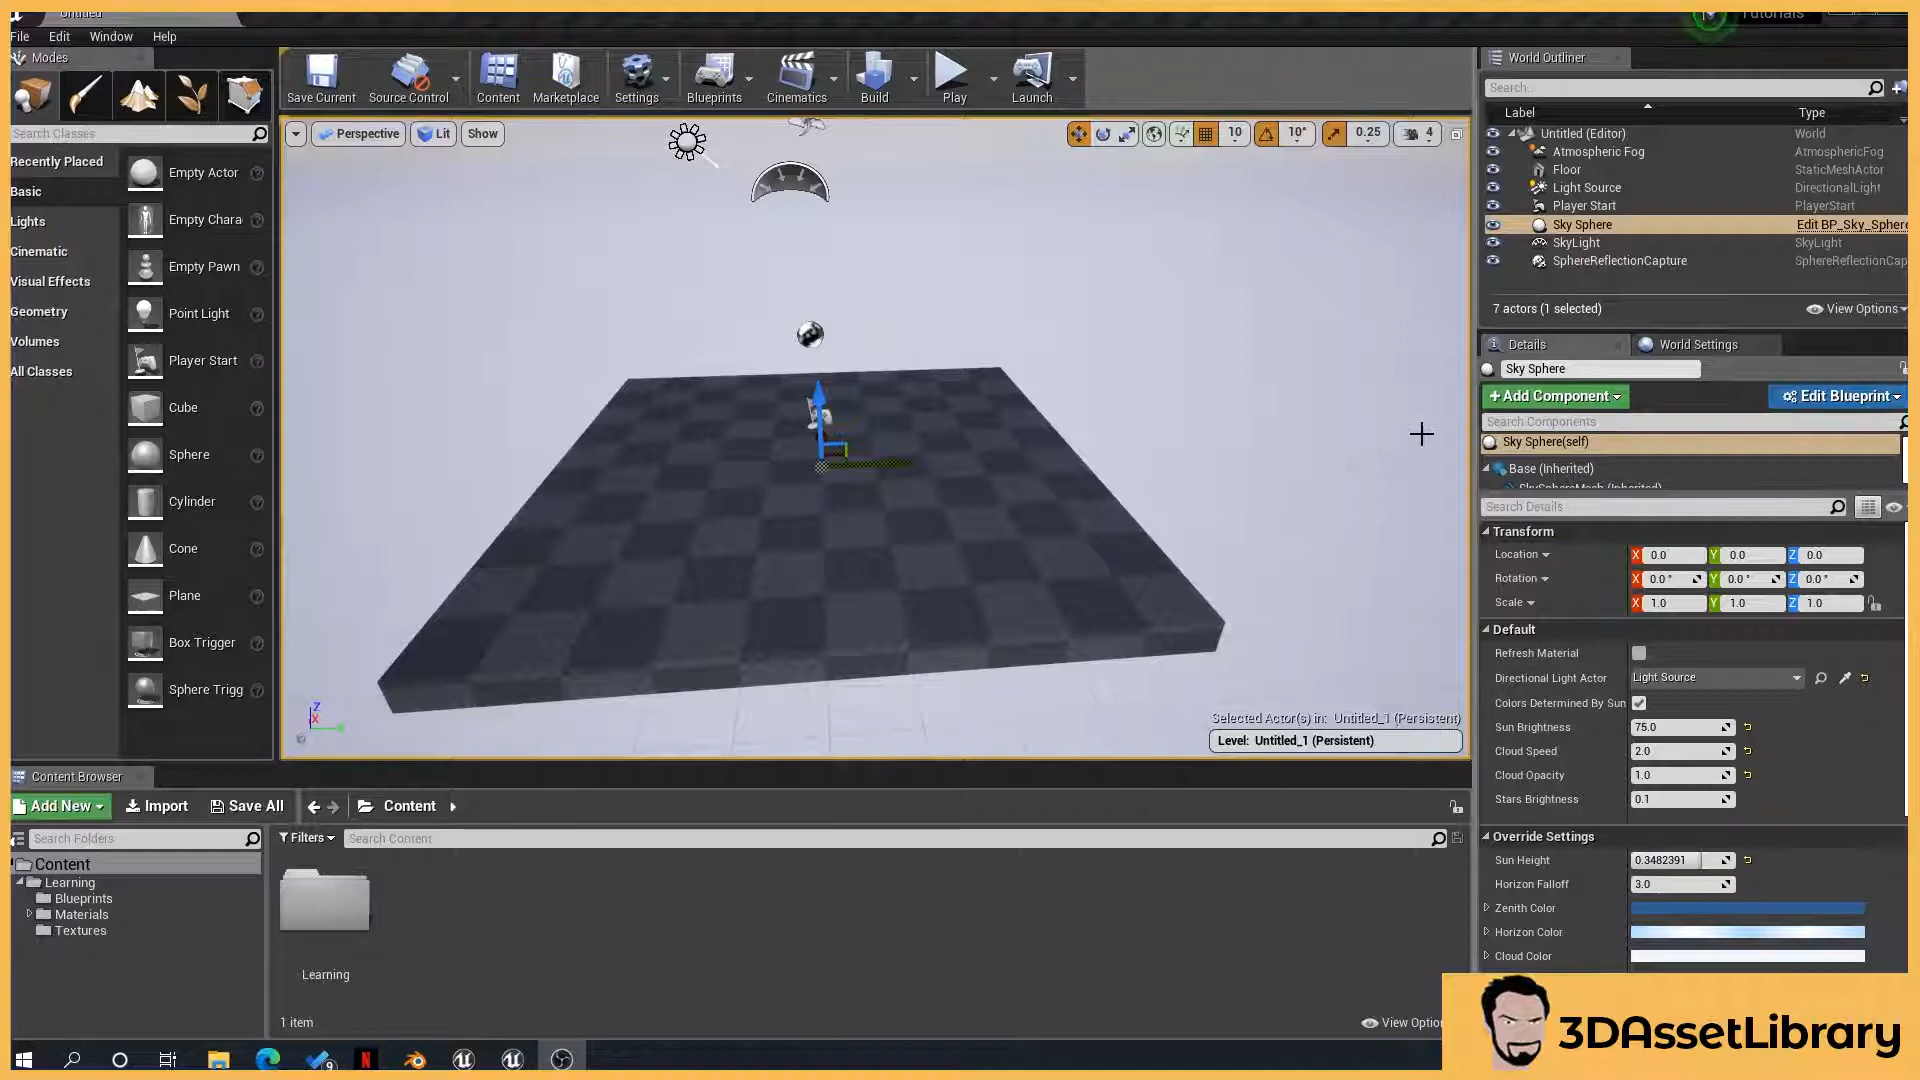 Untitled
Tutorials
File Edit Window Help
Modes
Save Current Source Control Content Marketplace Settings Blueprints Cinematics Build Play Launch
Search Classes
Recently Placed
Basic
Lights
Cinematic
Visual Effects
Geometry
Volumes
All Classes
Empty Actor
Empty Chara
Empty Pawn
Point Light
Player Start
Cube
Sphere
Cylinder
Cone
Plane
Box Trigger
Sphere Trigg
Perspective Lit Show
10 10° 0.25 4
Z
X
Selected Actor(s) in: Untitled_1 (Persistent)
Level: Untitled_1 (Persistent)
World Outliner
Search..
Label Type
Untitled (Editor) World
Atmospheric Fog AtmosphericFog
Floor StaticMeshActor
Light Source DirectionalLight
Player Start PlayerStart
Sky Sphere Edit BP_Sky_Sphere
SkyLight SkyLight
SphereReflectionCapture SphereReflectionCap
7 actors (1 selected) View Options
Details World Settings
Sky Sphere
+Add Component Edit Blueprint
Search Components
Sky Sphere(self)
Base (Inherited)
SkySphereMesh (Inherited)
Search Details
Transform
Location X 0.0 Y 0.0 Z 0.0
Rotation X 0.0 ° Y 0.0 ° Z 0.0 °
Scale X 1.0 Y 1.0 Z 1.0
Default
Refresh Material
Directional Light Actor Light Source
Colors Determined By Sun
Sun Brightness 75.0
Cloud Speed 2.0
Cloud Opacity 1.0
Stars Brightness 0.1
Override Settings
Sun Height 0.3482391
Horizon Falloff 3.0
Zenith Color
Horizon Color
Cloud Color
Content Browser
Add New Import Save All Content
Search Folders
Filters Search Content
Content
Learning
Blueprints
Materials
Textures
Learning
1 item
View Optio
9
N
3DAssetLibrary